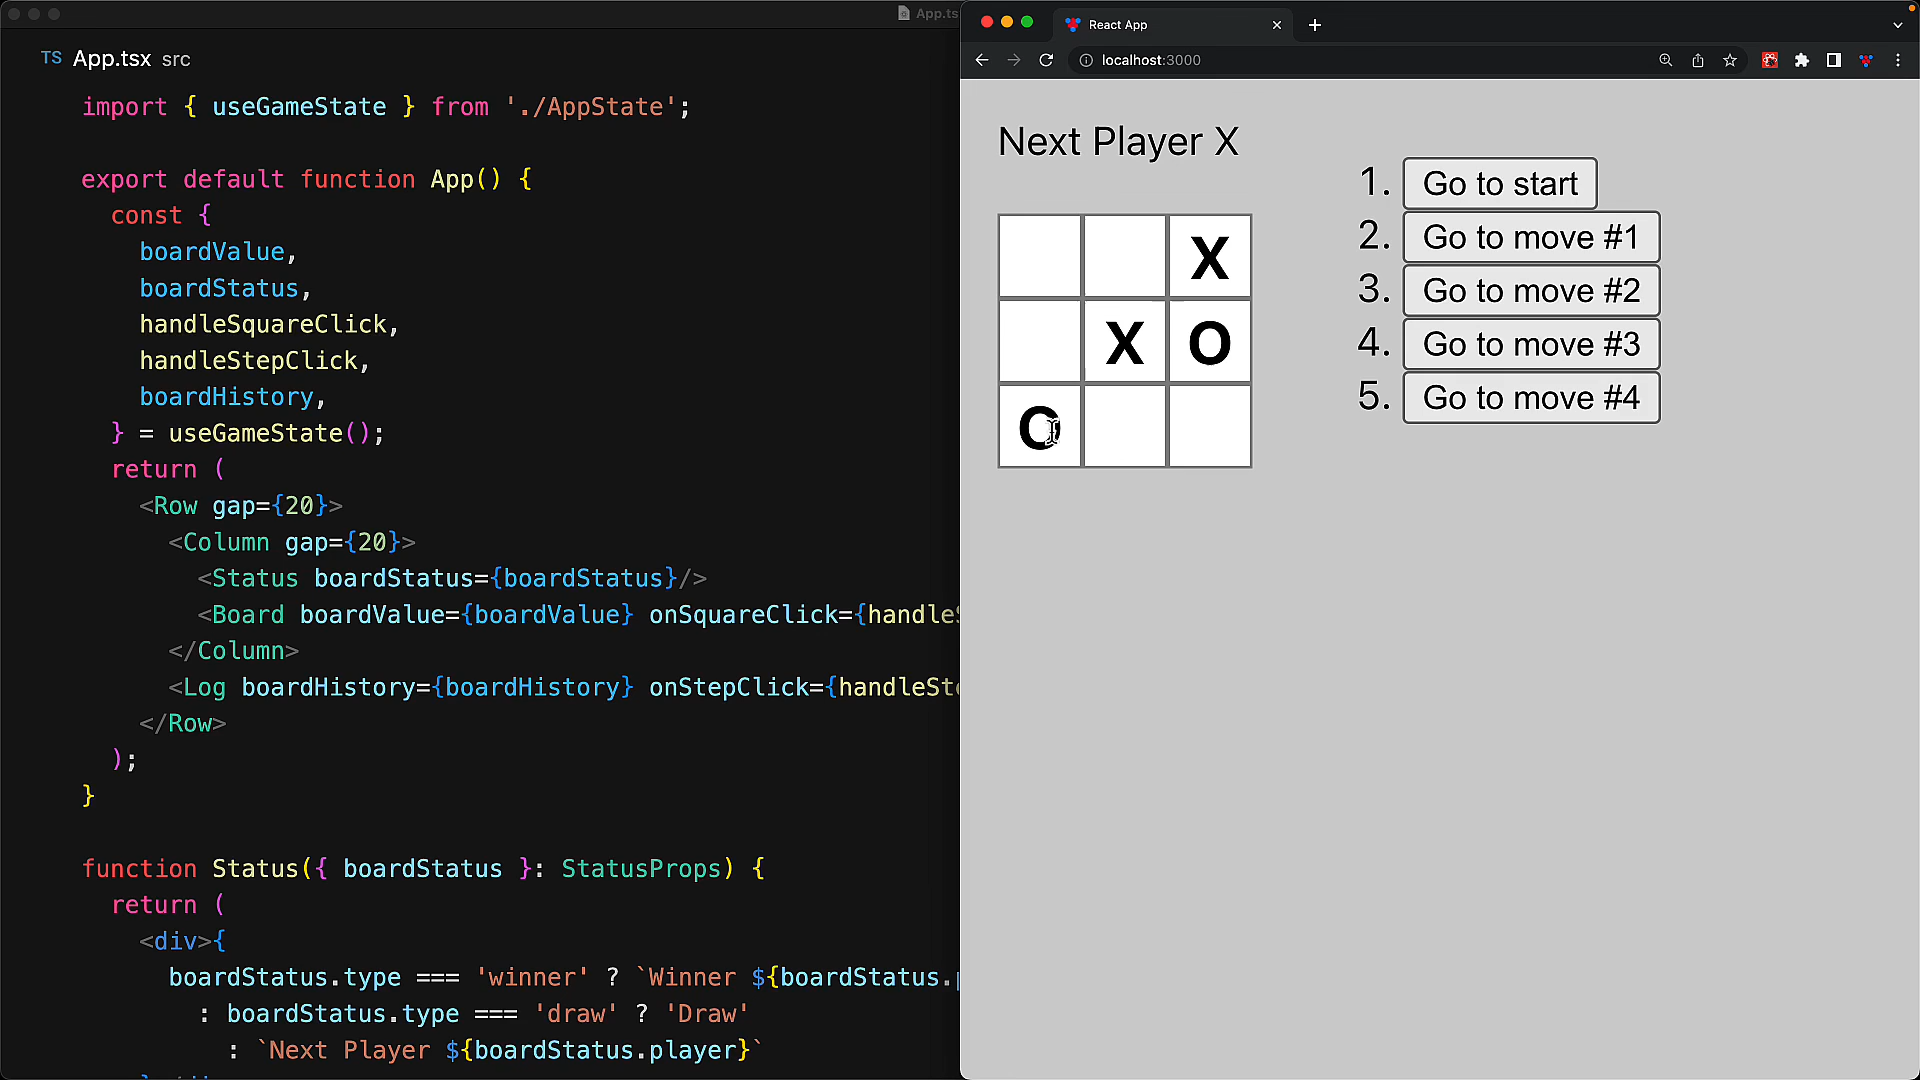 App.ts
TS App.tsx src
import { useGameState } from './AppState';
export default function App() {
const {
boardValue,
boardStatus,
handleSquareClick,
handleStepClick,
boardHistory,
} = useGameState();
return (
<Row gap={20}>
<Column gap={20}>
<Status boardStatus={boardStatus}/>
<Board boardValue={boardValue} onSquareClick={handleS
</Column>
<Log boardHistory={boardHistory} onStepClick={handleSte
</Row>
);
}
function Status({ boardStatus }: StatusProps) {
return (
<div>{
boardStatus.type === 'winner' ? `Winner ${boardStatus.p
: boardStatus.type === 'draw' ? 'Draw'
: `Next Player ${boardStatus.player}`
React App
localhost:3000
Next Player X
X
X O
O
1. Go to start
2. Go to move #1
3. Go to move #2
4. Go to move #3
5. Go to move #4